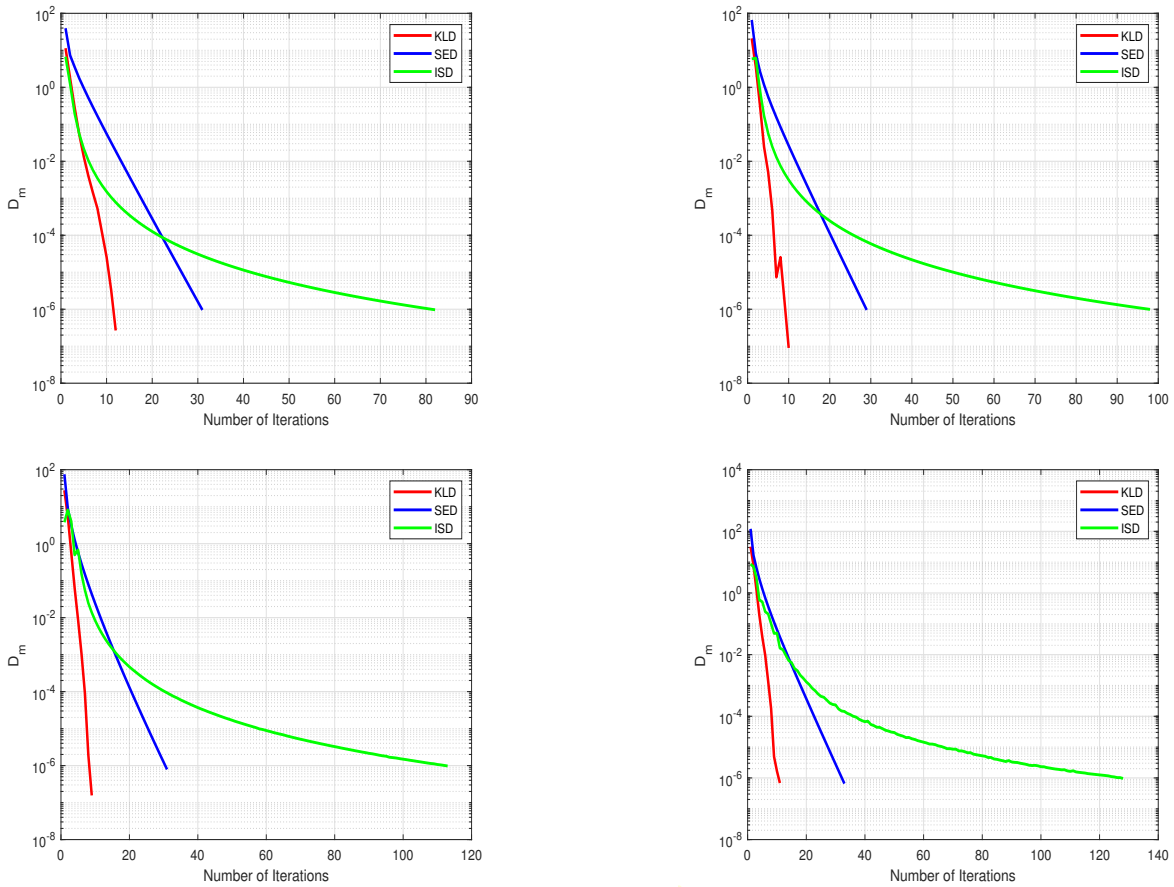 10^2
10^0
10^-2
10^-4
10^-6
10^-8
D_m
KLD
SED
ISD
0 10 20 30 40 50 60 70 80 90
Number of Iterations
10^2
10^0
10^-2
10^-4
10^-6
10^-8
D_m
KLD
SED
ISD
0 10 20 30 40 50 60 70 80 90 100
Number of Iterations
10^2
10^0
10^-2
10^-4
10^-6
10^-8
D_m
KLD
SED
ISD
0 20 40 60 80 100 120
Number of Iterations
10^4
10^2
10^0
10^-2
10^-4
10^-6
10^-8
D_m
KLD
SED
ISD
0 20 40 60 80 100 120 140
Number of Iterations